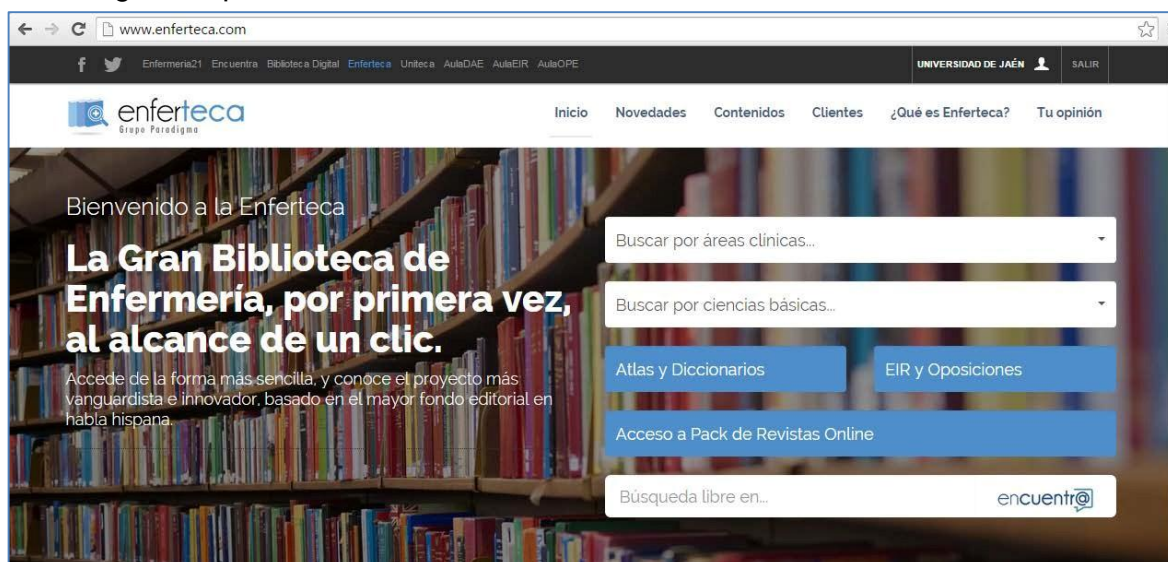 www.enferteca.com
Enfermeria21 Encuentra Biblioteca Digital Enferteca Uniteca AulaDAE AulaEIR AulaOPE
UNIVERSIDAD DE JAÉN
SALIR
enferteca
Grupo Paradigma
Inicio Novedades Contenidos Clientes ¿Qué es Enferteca? Tu opinión
Bienvenido a la Enferteca
La Gran Biblioteca de
Enfermería, por primera vez,
al alcance de un clic.
Accede de la forma más sencilla, y conoce el proyecto más
vanguardista e innovador, basado en el mayor fondo editorial en
habla hispana.
Buscar por áreas clínicas...
Buscar por ciencias básicas...
Atlas y Diccionarios
EIR y Oposiciones
Acceso a Pack de Revistas Online
Búsqueda libre en...
encuentr@